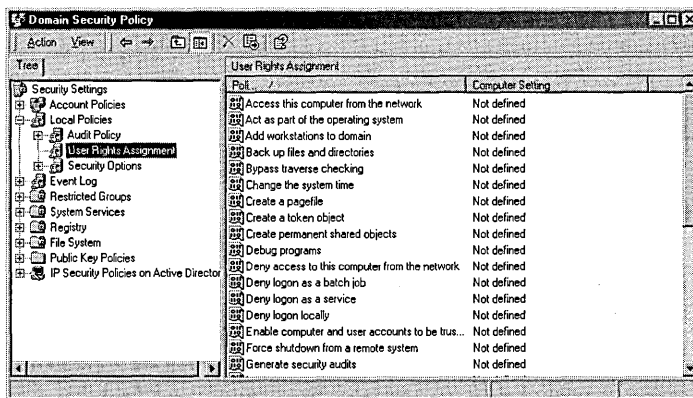 Domain Security Policy
Action View
Tree
Security Settings
Account Policies
Local Policies
Audit Policy
User Rights Assignment
Security Options
Event Log
Restricted Groups
System Services
Registry
File System
Public Key Policies
IP Security Policies on Active Director
User Rights Assignment
Poli... Computer Setting
Access this computer from the network Not defined
Act as part of the operating system Not defined
Add workstations to domain Not defined
Back up files and directories Not defined
Bypass traverse checking Not defined
Change the system time Not defined
Create a pagefile Not defined
Create a token object Not defined
Create permanent shared objects Not defined
Debug programs Not defined
Deny access to this computer from the network Not defined
Deny logon as a batch job Not defined
Deny logon as a service Not defined
Deny logon locally Not defined
Enable computer and user accounts to be trus... Not defined
Force shutdown from a remote system Not defined
Generate security audits Not defined